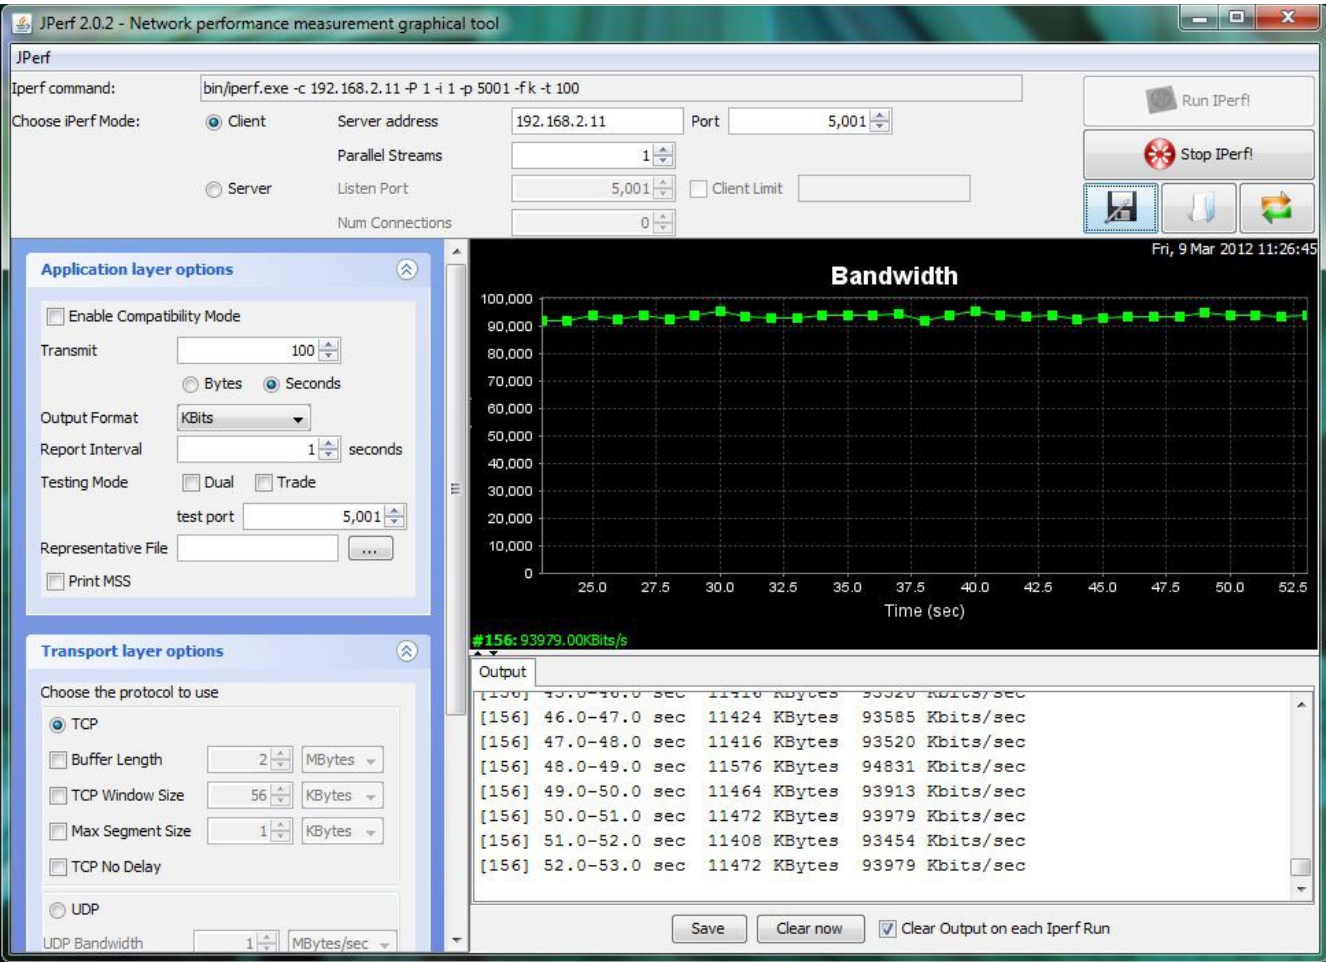 JPerf 2.0.2 - Network performance measurement graphical tool
JPerf
Iperf command: bin/iperf.exe -c 192.168.2.11 -P 1 -i 1 -p 5001 -f k -t 100
Run IPerf!
Choose iPerf Mode: Client Server address 192.168.2.11 Port 5,001
Stop IPerf!
Parallel Streams 1
Server Listen Port 5,001 Client Limit
Num Connections 0
Application layer options
Enable Compatibility Mode
Transmit 100
Bytes Seconds
Output Format KBits
Report Interval 1 seconds
Testing Mode Dual Trade
test port 5,001
Representative File ...
Print MSS
Transport layer options
Choose the protocol to use
TCP
Buffer Length 2 MBytes
TCP Window Size 56 KBytes
Max Segment Size 1 KBytes
TCP No Delay
UDP
UDP Bandwidth 1 MBytes/sec
Fri, 9 Mar 2012 11:26:45
Bandwidth
100,000
90,000
80,000
70,000
60,000
50,000
40,000
30,000
20,000
10,000
0
25.0 27.5 30.0 32.5 35.0 37.5 40.0 42.5 45.0 47.5 50.0 52.5
Time (sec)
#156: 93979.00KBits/s
Output
[156] 45.0-46.0 sec 11416 KBytes 93520 Kbits/sec
[156] 46.0-47.0 sec 11424 KBytes 93585 Kbits/sec
[156] 47.0-48.0 sec 11416 KBytes 93520 Kbits/sec
[156] 48.0-49.0 sec 11576 KBytes 94831 Kbits/sec
[156] 49.0-50.0 sec 11464 KBytes 93913 Kbits/sec
[156] 50.0-51.0 sec 11472 KBytes 93979 Kbits/sec
[156] 51.0-52.0 sec 11408 KBytes 93454 Kbits/sec
[156] 52.0-53.0 sec 11472 KBytes 93979 Kbits/sec
Save Clear now Clear Output on each Iperf Run